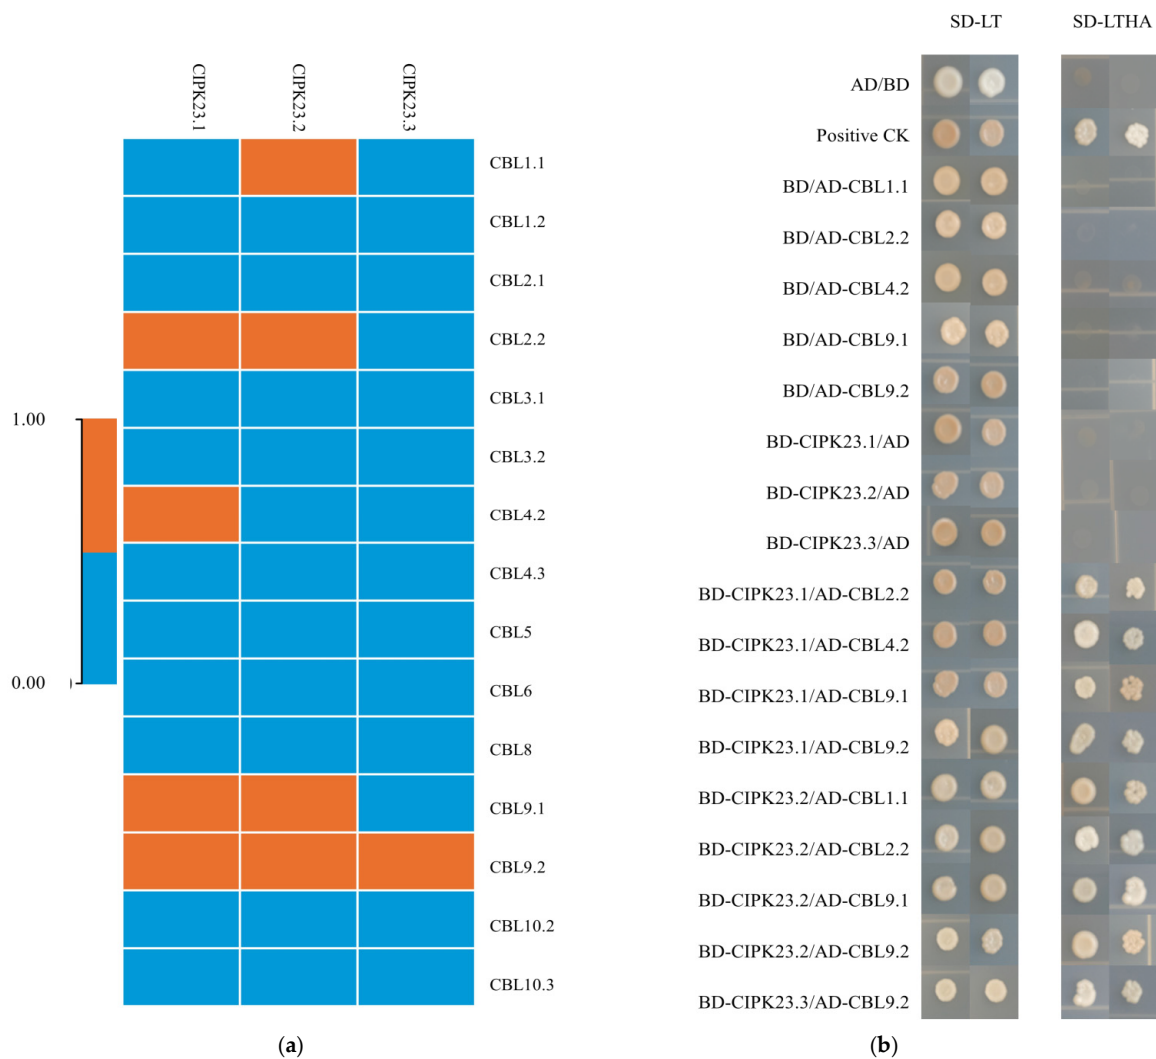 CIPK23.1
CIPK23.2
CIPK23.3
CBL1.1
CBL1.2
CBL2.1
CBL2.2
CBL3.1
CBL3.2
CBL4.2
CBL4.3
CBL5
CBL6
CBL8
CBL9.1
CBL9.2
CBL10.2
CBL10.3
1.00
0.00
(a)
SD-LT SD-LTHA
AD/BD
Positive CK
BD/AD-CBL1.1
BD/AD-CBL2.2
BD/AD-CBL4.2
BD/AD-CBL9.1
BD/AD-CBL9.2
BD-CIPK23.1/AD
BD-CIPK23.2/AD
BD-CIPK23.3/AD
BD-CIPK23.1/AD-CBL2.2
BD-CIPK23.1/AD-CBL4.2
BD-CIPK23.1/AD-CBL9.1
BD-CIPK23.1/AD-CBL9.2
BD-CIPK23.2/AD-CBL1.1
BD-CIPK23.2/AD-CBL2.2
BD-CIPK23.2/AD-CBL9.1
BD-CIPK23.2/AD-CBL9.2
BD-CIPK23.3/AD-CBL9.2
(b)